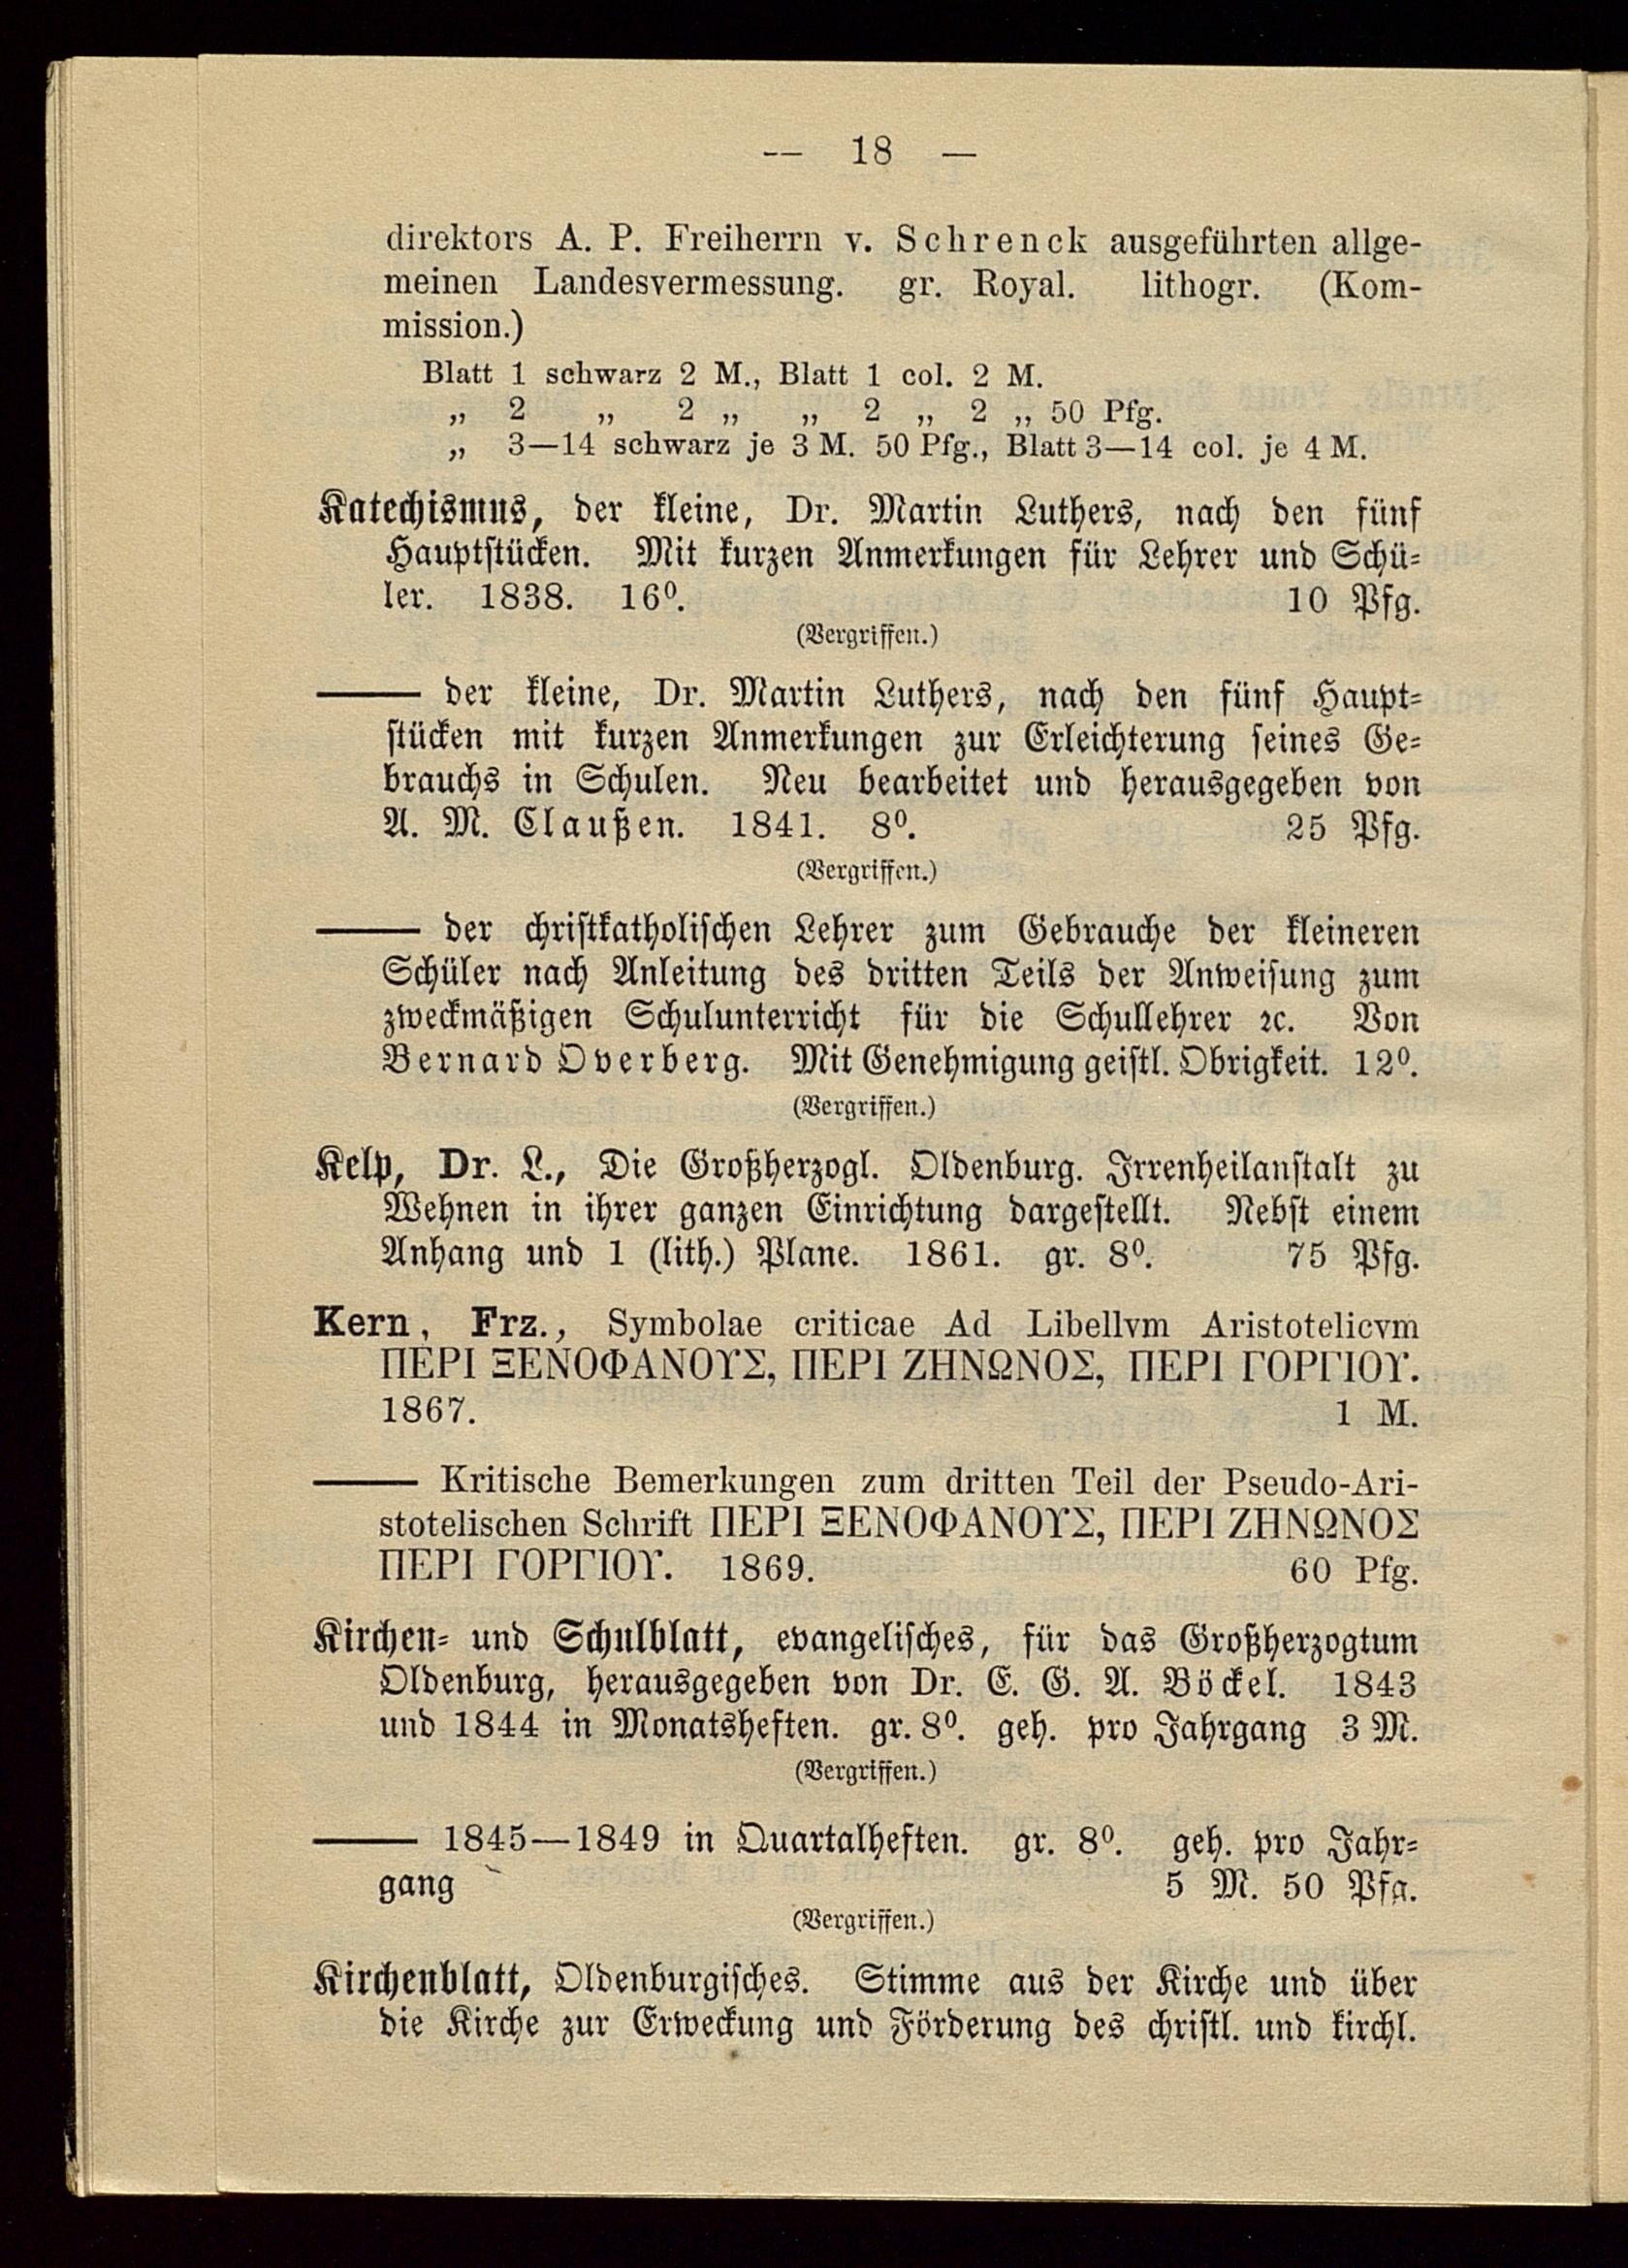 — 18 —
direktors A. P. Freiherrn v. Schrenck ausgeführten allge-
meinen Landesvermessung. gr. Royal. lithogr. (Kom-
mission.)
Blatt 1 schwarz 2 M., Blatt 1 col. 2 M.
„ 2 „ 2 „ „ 2 „ 2 „ 50 Pfg.
„ 3—14 schwarz je 3 M. 50 Pfg., Blatt 3—14 col. je 4 M.
Katechismus, der kleine, Dr. Martin Luthers, nach den fünf
Hauptstücken. Mit kurzen Anmerkungen für Lehrer und Schü-
ler. 1838. 16⁰. 10 Pfg.
(Vergriffen.)
—— der kleine, Dr. Martin Luthers, nach den fünf Haupt-
stücken mit kurzen Anmerkungen zur Erleichterung seines Ge-
brauchs in Schulen. Neu bearbeitet und herausgegeben von
A. M. Claußen. 1841. 8⁰. 25 Pfg.
(Vergriffen.)
—— der christkatholischen Lehrer zum Gebrauche der kleineren
Schüler nach Anleitung des dritten Teils der Anweisung zum
zweckmäßigen Schulunterricht für die Schullehrer ꝛc. Von
Bernard Overberg. Mit Genehmigung geistl. Obrigkeit. 12⁰.
(Vergriffen.)
Kelp, Dr. L., Die Großherzogl. Oldenburg. Irrenheilanstalt zu
Wehnen in ihrer ganzen Einrichtung dargestellt. Nebst einem
Anhang und 1 (lith.) Plane. 1861. gr. 8⁰. 75 Pfg.
Kern, Frz., Symbolae criticae Ad Libellvm Aristotelicvm
ΠΕΡΙ ΞΕΝΟΦΑΝΟΥΣ, ΠΕΡΙ ΖΗΝΩΝΟΣ, ΠΕΡΙ ΓΟΡΓΙΟΥ.
1867. 1 M.
—— Kritische Bemerkungen zum dritten Teil der Pseudo-Ari-
stotelischen Schrift ΠΕΡΙ ΞΕΝΟΦΑΝΟΥΣ, ΠΕΡΙ ΖΗΝΩΝΟΣ
ΠΕΡΙ ΓΟΡΓΙΟΥ. 1869. 60 Pfg.
Kirchen- und Schulblatt, evangelisches, für das Großherzogtum
Oldenburg, herausgegeben von Dr. E. G. A. Böckel. 1843
und 1844 in Monatsheften. gr. 8⁰. geh. pro Jahrgang 3 M.
(Vergriffen.)
—— 1845—1849 in Quartalheften. gr. 8⁰. geh. pro Jahr-
gang 5 M. 50 Pfg.
(Vergriffen.)
Kirchenblatt, Oldenburgisches. Stimme aus der Kirche und über
die Kirche zur Erweckung und Förderung des christl. und kirchl.